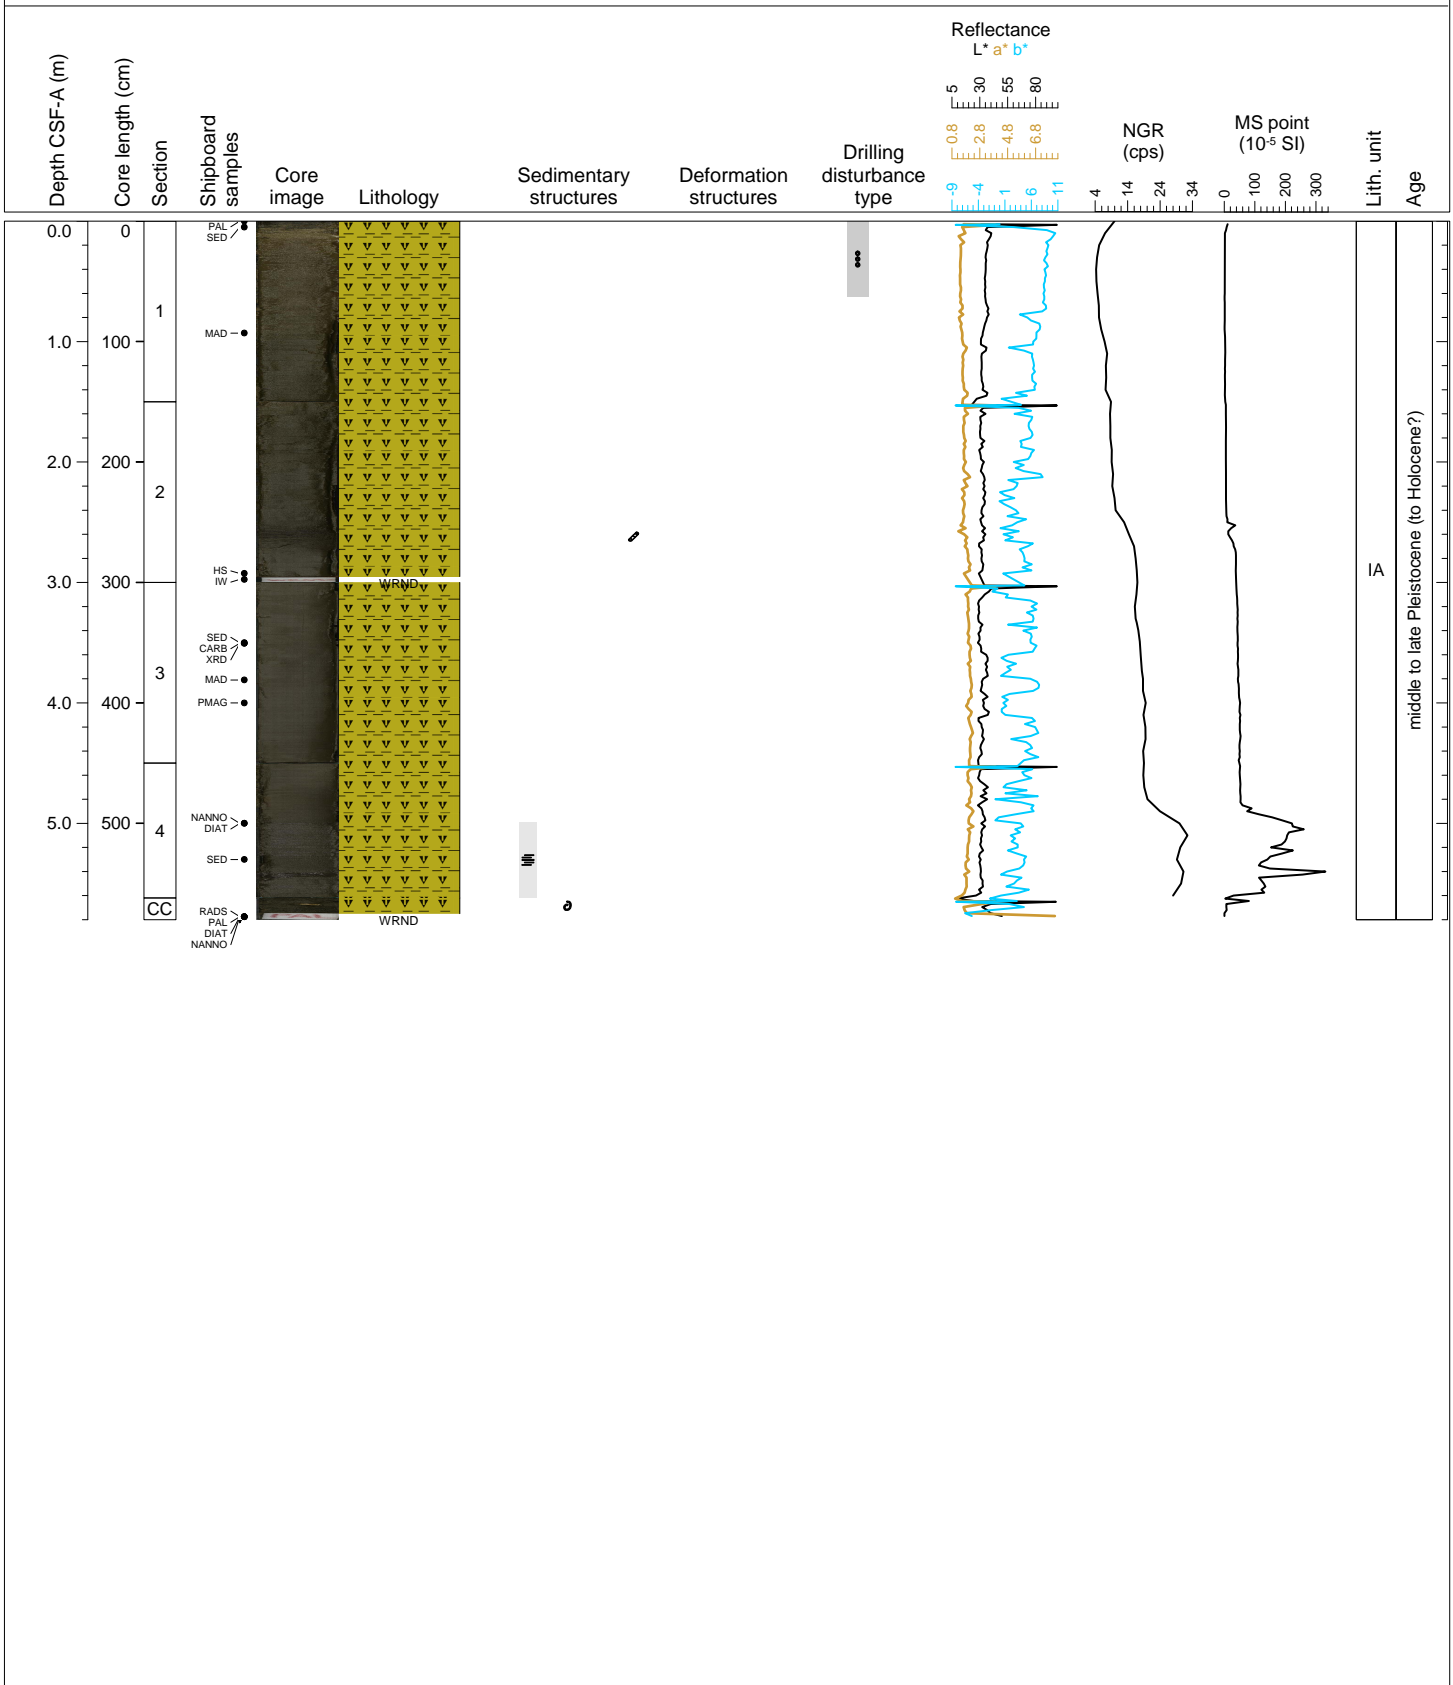 Depth CSF-A (m)
Core length (cm)
Section
Shipboard
samples
Core
image
Lithology
Sedimentary
structures
Deformation
structures
Drilling
disturbance
type
Reflectance
L* a* b*
5 30 55 80
0.8 2.8 4.8 6.8
-9 -4 1 6 11
NGR
(cps)
4 14 24 34
MS point
(10-5 SI)
0 100 200 300
Lith. unit
Age
0.0
1.0
2.0
3.0
4.0
5.0
0
100
200
300
400
500
1
2
3
4
CC
PAL
SED
MAD
HS
IW
SED
CARB
XRD
MAD
PMAG
NANNO
DIAT
SED
RADS
PAL
DIAT
NANNO
WRND
WRND
IA
middle to late Pleistocene (to Holocene?)